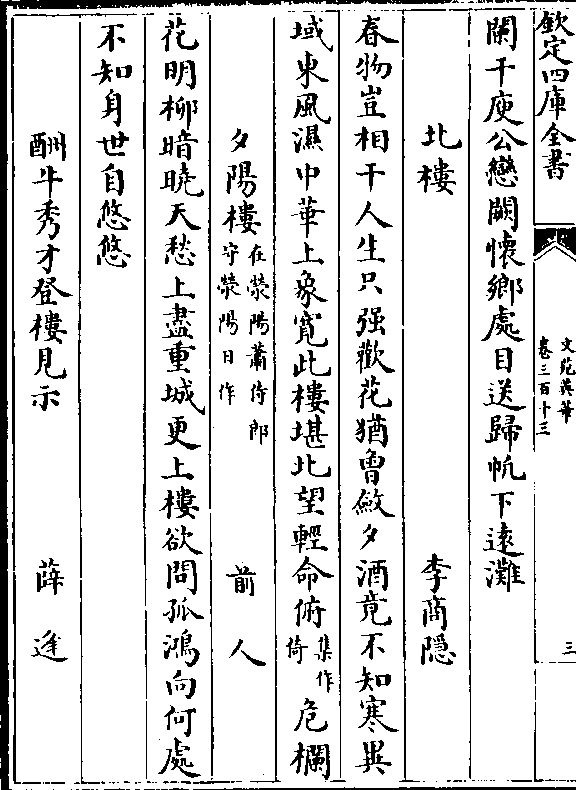 欽定四庫全書
文苑英華
卷三百十三
三
闌干庾公戀闕懷鄉處目送歸帆下遠灘
北樓 李商隱
春物豈相干人生只强歡花猶曾斂夕酒竟不知寒異
域東風濕中華上象寛此樓堪北望輕命俯集作倚危欄
夕陽樓在滎陽蕭侍郎守滎陽日作 前人
花明柳暗曉天愁上盡重城更上樓欲問孤鴻向何處
不知身世自悠悠
酬牛秀才登樓見示 薛逢